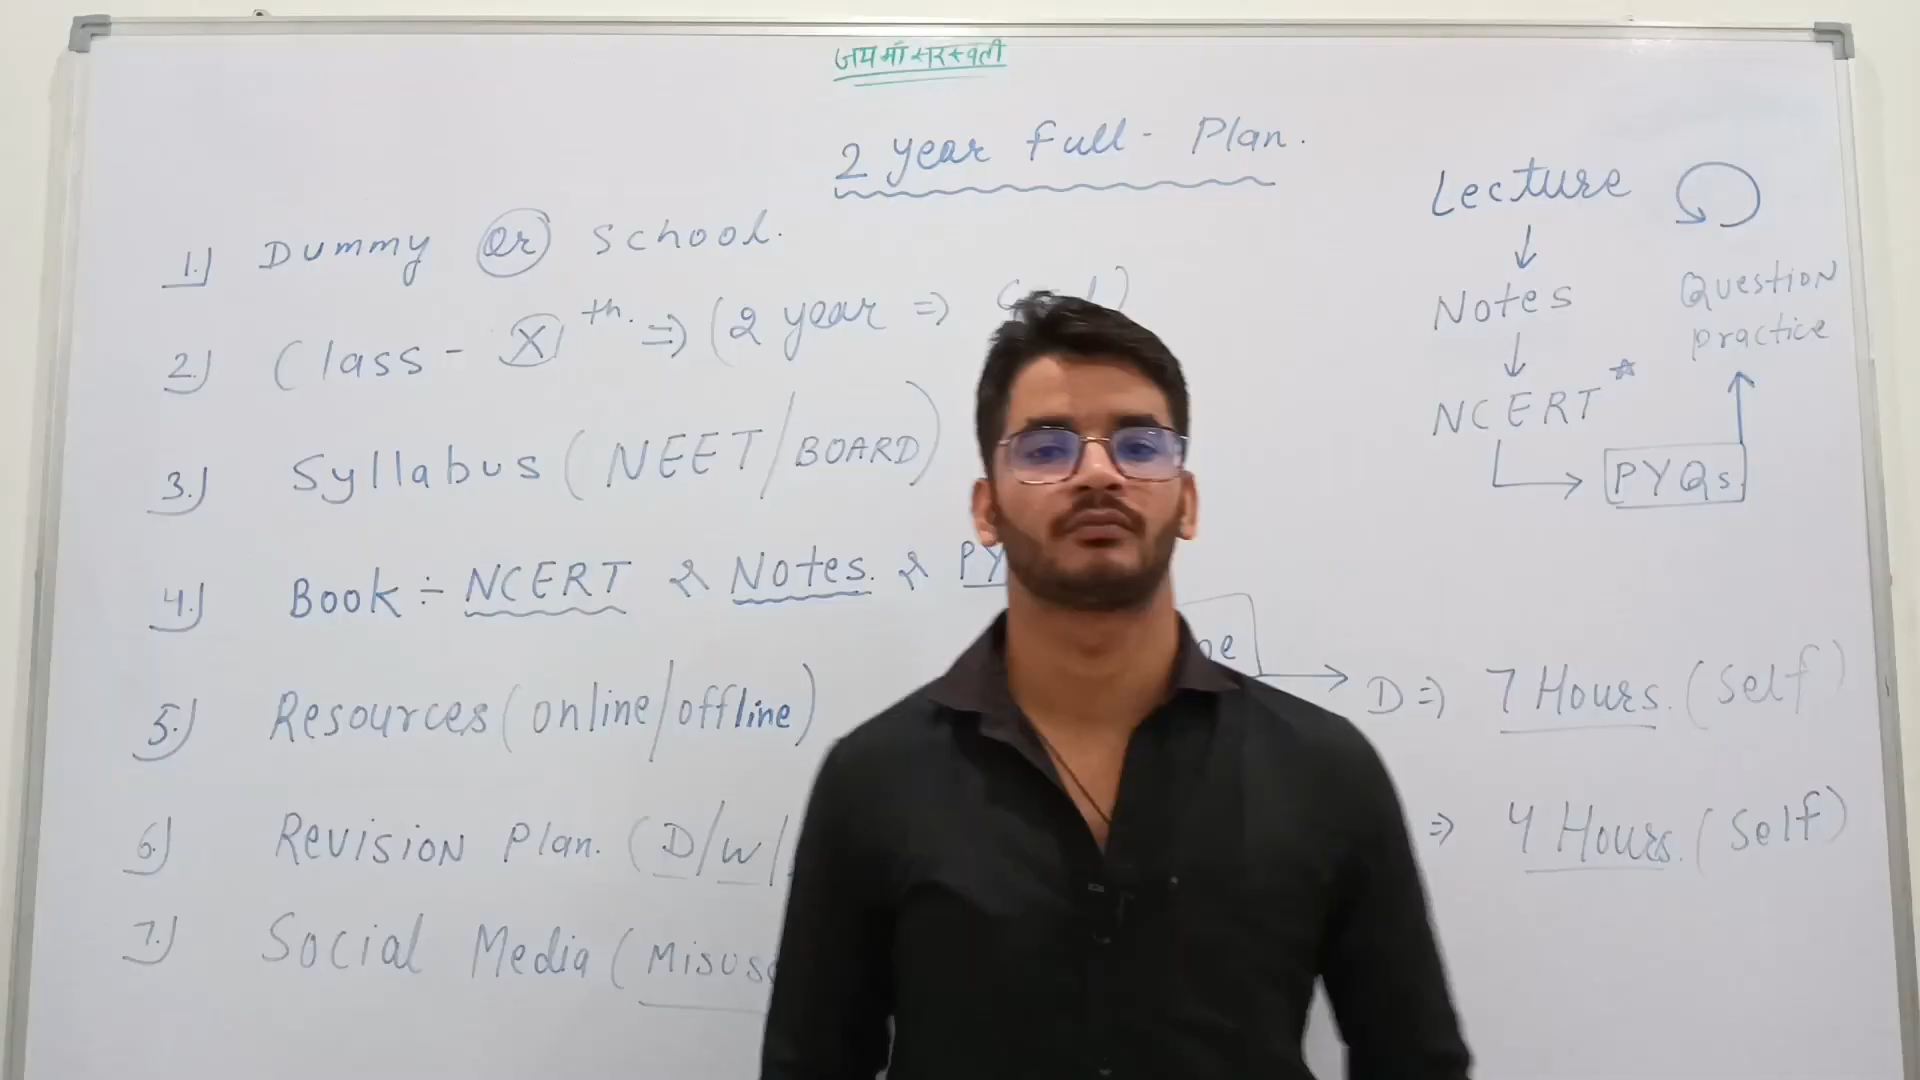 जय माँ सरस्वती
2 year Full- Plan.
1.) Dummy or School.
2.) Class - Xth. => (2 year =>
3.) Syllabus (NEET/BOARD)
4.) Book ÷ NCERT & Notes. & PY
5.) Resources (online/offline)
6.) Revision Plan. (D/W/
7.) Social Media (Misus
Lecture
↓
Notes
↓
NCERT*
→ PYQs
↑
Question
practice
→ D => 7 Hours. (Self)
=> 4 Hours. (Self)